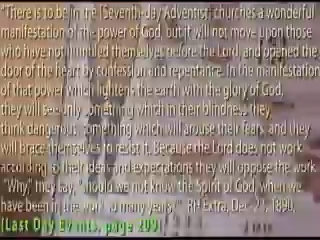 "There is to be in the [Seventh-day Adventist] churches a wonderful
manifestation of the power of God, but it will not move upon those
who have not humbled themselves before the Lord, and opened the
door of the heart by confession and repentance. In the manifestation
of that power which lightens the earth with the glory of God,
they will see only something which in their blindness they
think dangerous, something which will arouse their fears, and they
will brace themselves to resist it. Because the Lord does not work
according to their ideas and expectations they will oppose the work.
"Why" they say, "should we not know the Spirit of God, when we
have been in the work so many years?" RH Extra, Dec. 23, 1890.
(Last Day Events, page 209)